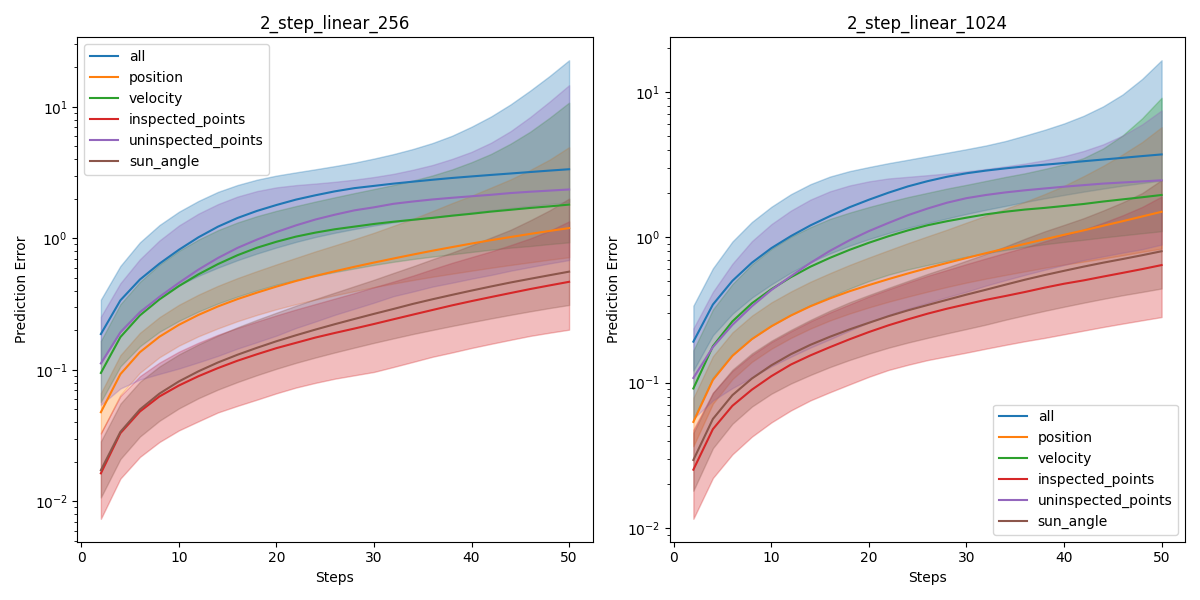 2_step_linear_256
Prediction Error
10¹
10⁰
10⁻¹
10⁻²
all
position
velocity
inspected_points
uninspected_points
sun_angle
0
10
20
30
40
50
Steps
2_step_linear_1024
Prediction Error
10¹
10⁰
10⁻¹
10⁻²
all
position
velocity
inspected_points
uninspected_points
sun_angle
0
10
20
30
40
50
Steps